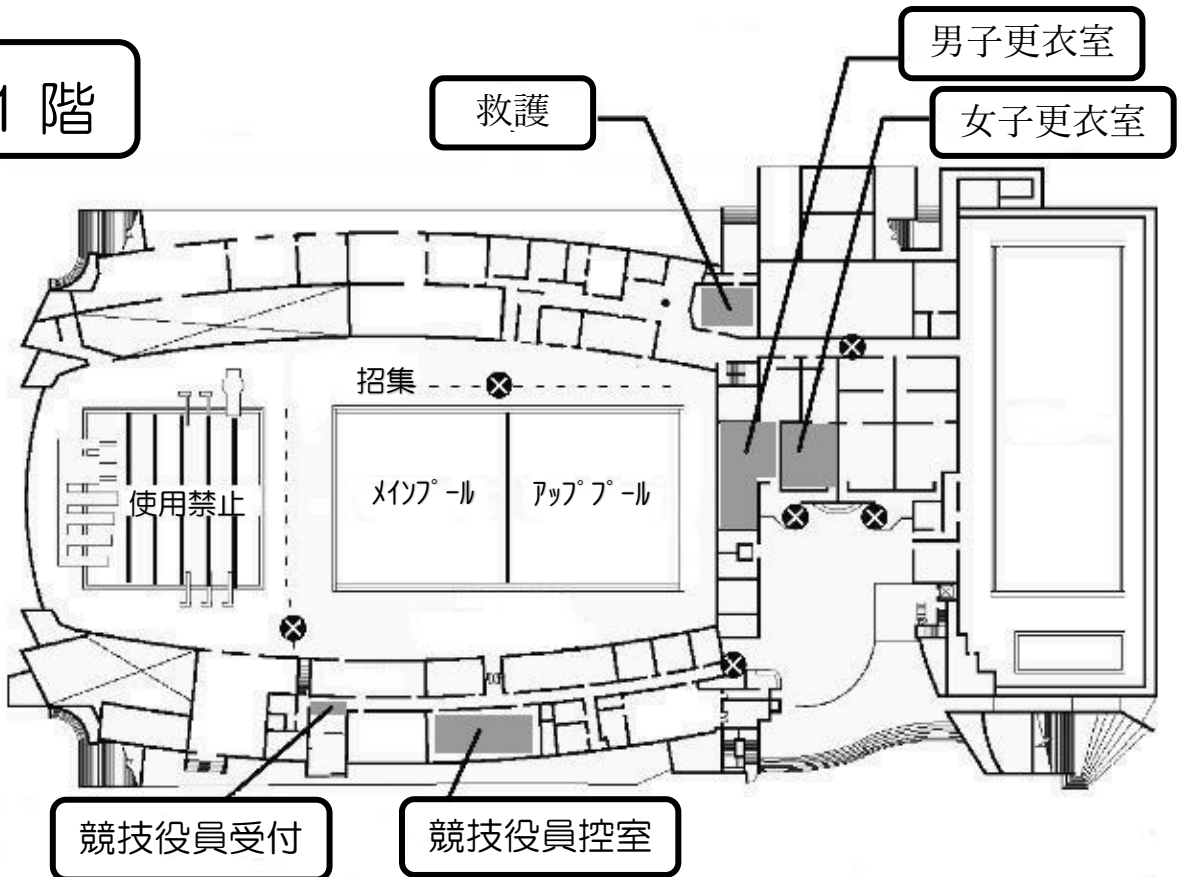 1 階
男子更衣室
救護
女子更衣室
招集
使用禁止
ﾒｲﾝﾌﾟｰﾙ
ｱｯﾌﾟﾌﾟｰﾙ
競技役員受付
競技役員控室